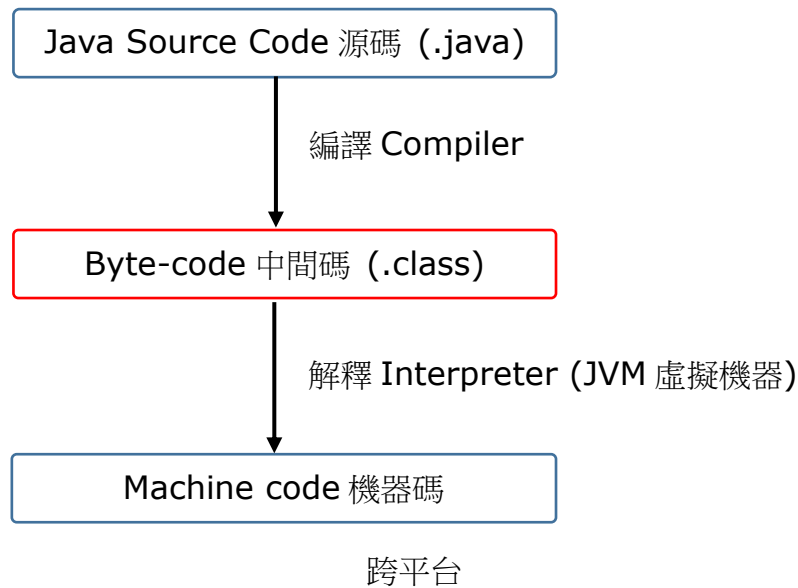 Java Source Code 源碼 (.java)
編譯 Compiler
Byte-code 中間碼 (.class)
解釋 Interpreter (JVM 虛擬機器)
Machine code 機器碼
跨平台